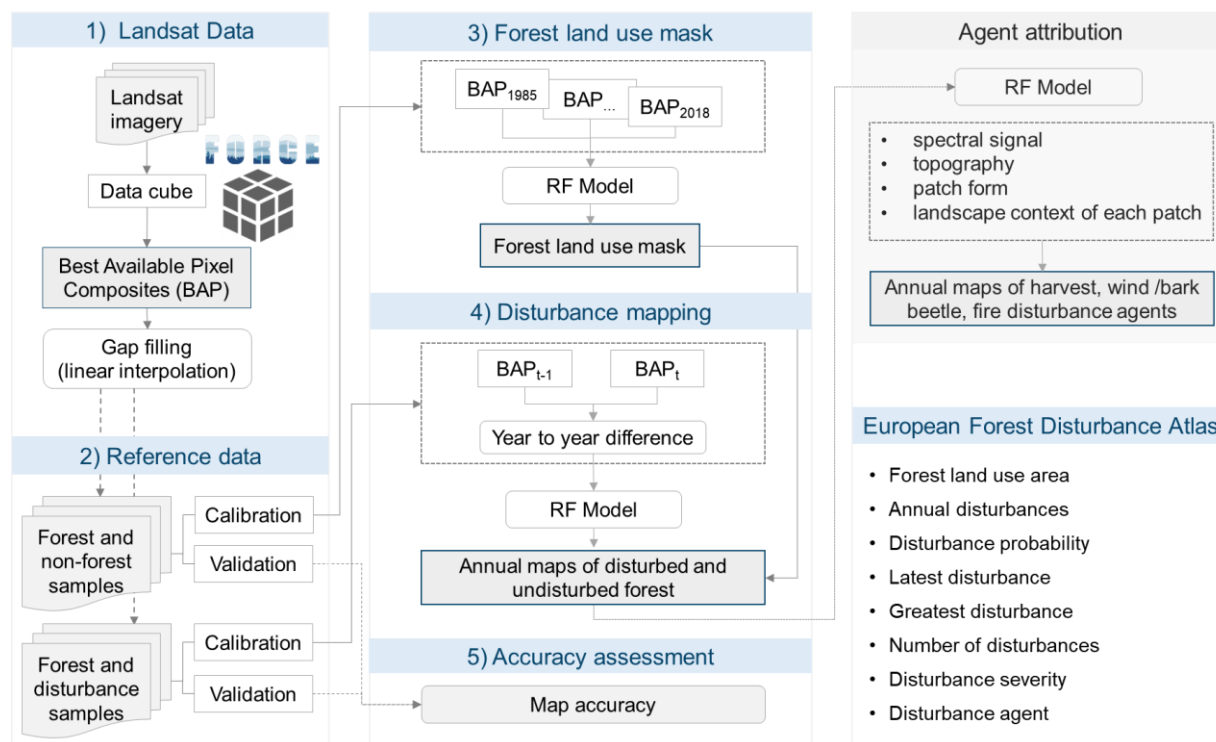 1) Landsat Data
Landsat
imagery
FORCE
Data cube
Best Available Pixel
Composites (BAP)
Gap filling
(linear interpolation)
2) Reference data
Forest and
non-forest
samples
Calibration
Validation
Forest and
disturbance
samples
Calibration
Validation
3) Forest land use mask
BAP1985
BAP...
BAP2018
RF Model
Forest land use mask
4) Disturbance mapping
BAPt-1
BAPt
Year to year difference
RF Model
Annual maps of disturbed and
undisturbed forest
5) Accuracy assessment
Map accuracy
Agent attribution
RF Model
• spectral signal
• topography
• patch form
• landscape context of each patch
Annual maps of harvest, wind /bark
beetle, fire disturbance agents
European Forest Disturbance Atlas
• Forest land use area
• Annual disturbances
• Disturbance probability
• Latest disturbance
• Greatest disturbance
• Number of disturbances
• Disturbance severity
• Disturbance agent